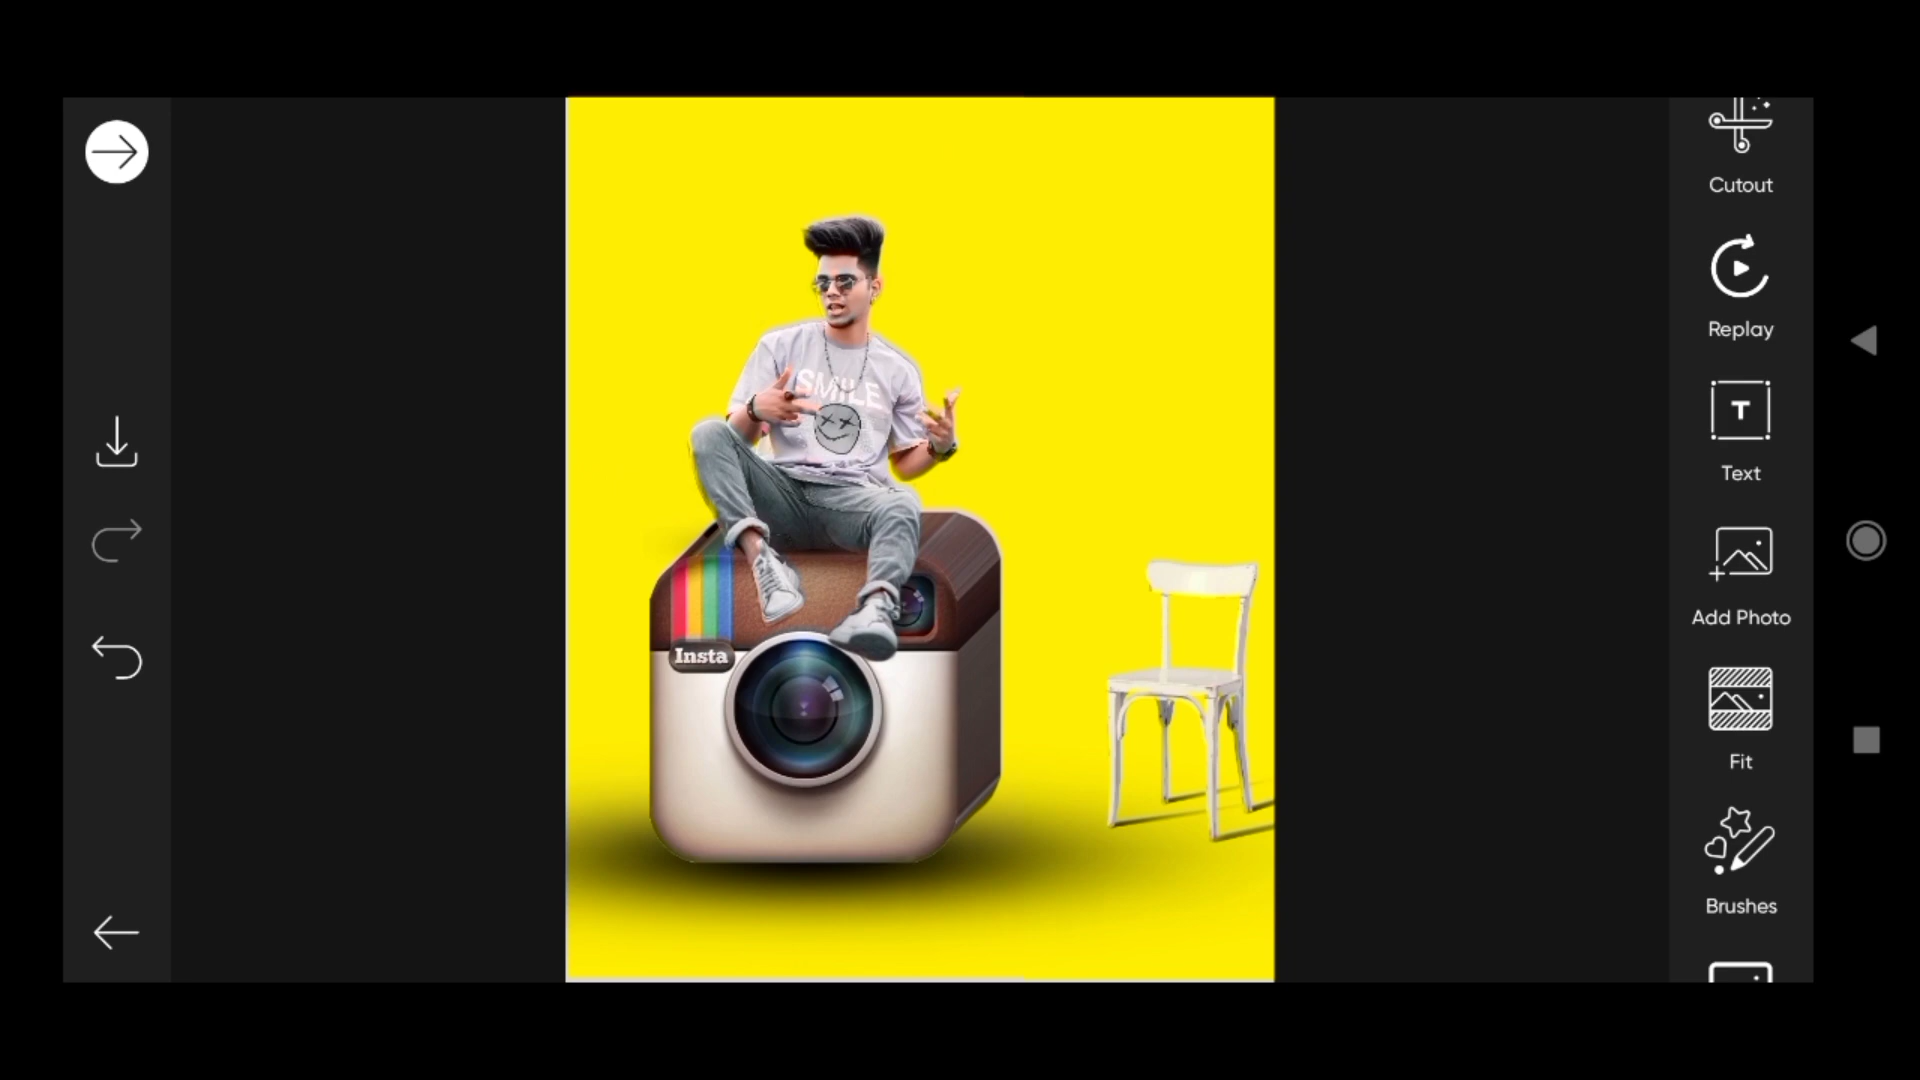 Cutout
Replay
T
Text
Add Photo
Fit
Brushes
SMILE
Insta